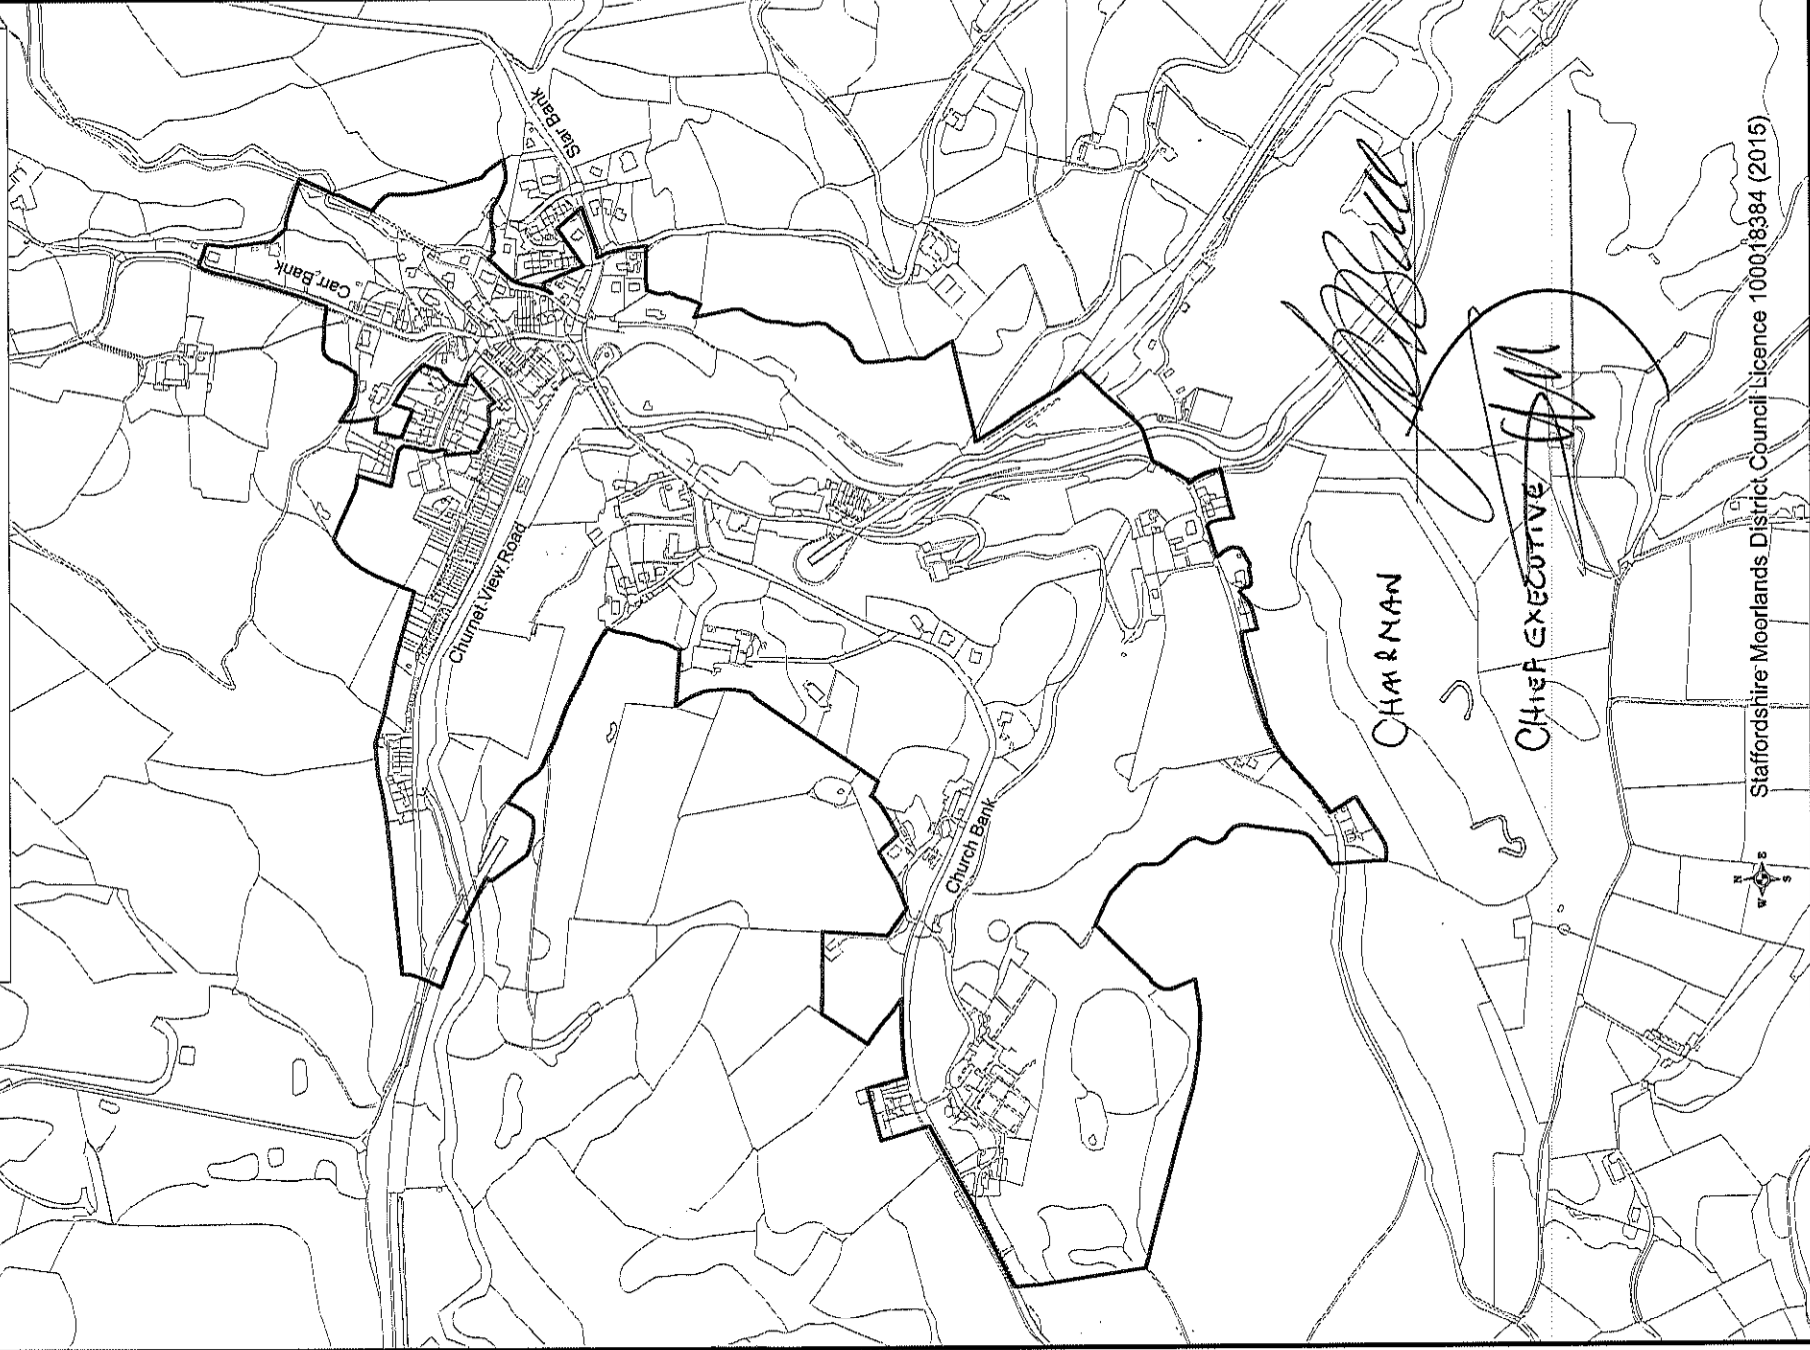 Star Bank
Carr Bank
Churnet View Road
Church Bank
CHAIRMAN
CHIEF EXECUTIVE
N
W E
S
Staffordshire Moorlands District Council Licence 100018384 (2015)